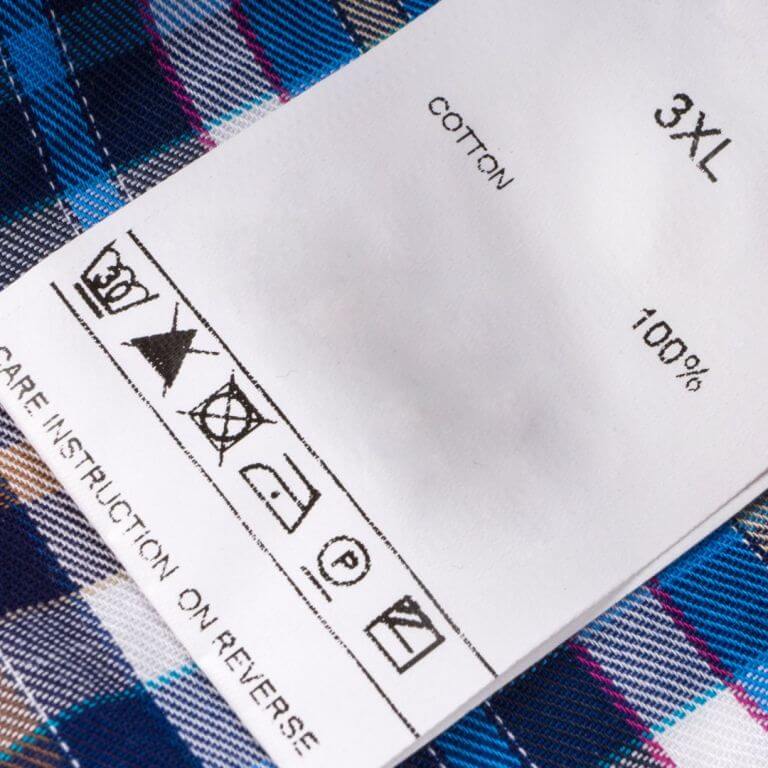 3XL
COTTON
100%
30
P
CARE INSTRUCTION ON REVERSE